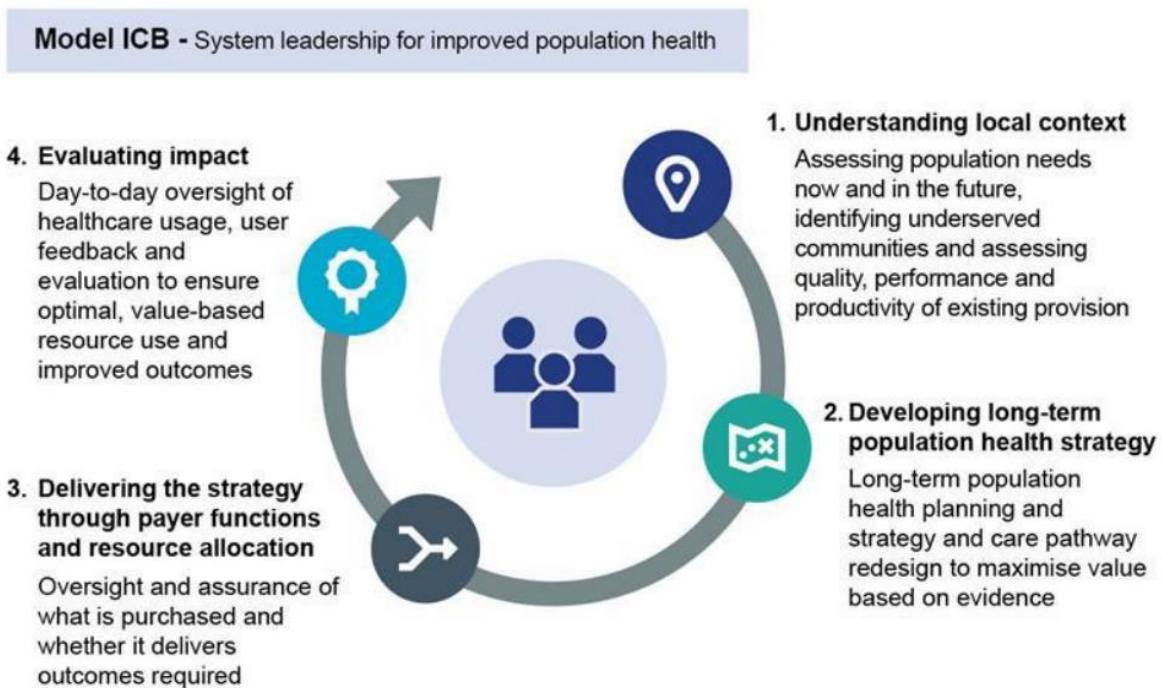 Model ICB - System leadership for improved population health
1. Understanding local context
Assessing population needs
now and in the future,
identifying underserved
communities and assessing
quality, performance and
productivity of existing provision
2. Developing long-term
population health strategy
Long-term population
health planning and
strategy and care pathway
redesign to maximise value
based on evidence
3. Delivering the strategy
through payer functions
and resource allocation
Oversight and assurance of
what is purchased and
whether it delivers
outcomes required
4. Evaluating impact
Day-to-day oversight of
healthcare usage, user
feedback and
evaluation to ensure
optimal, value-based
resource use and
improved outcomes